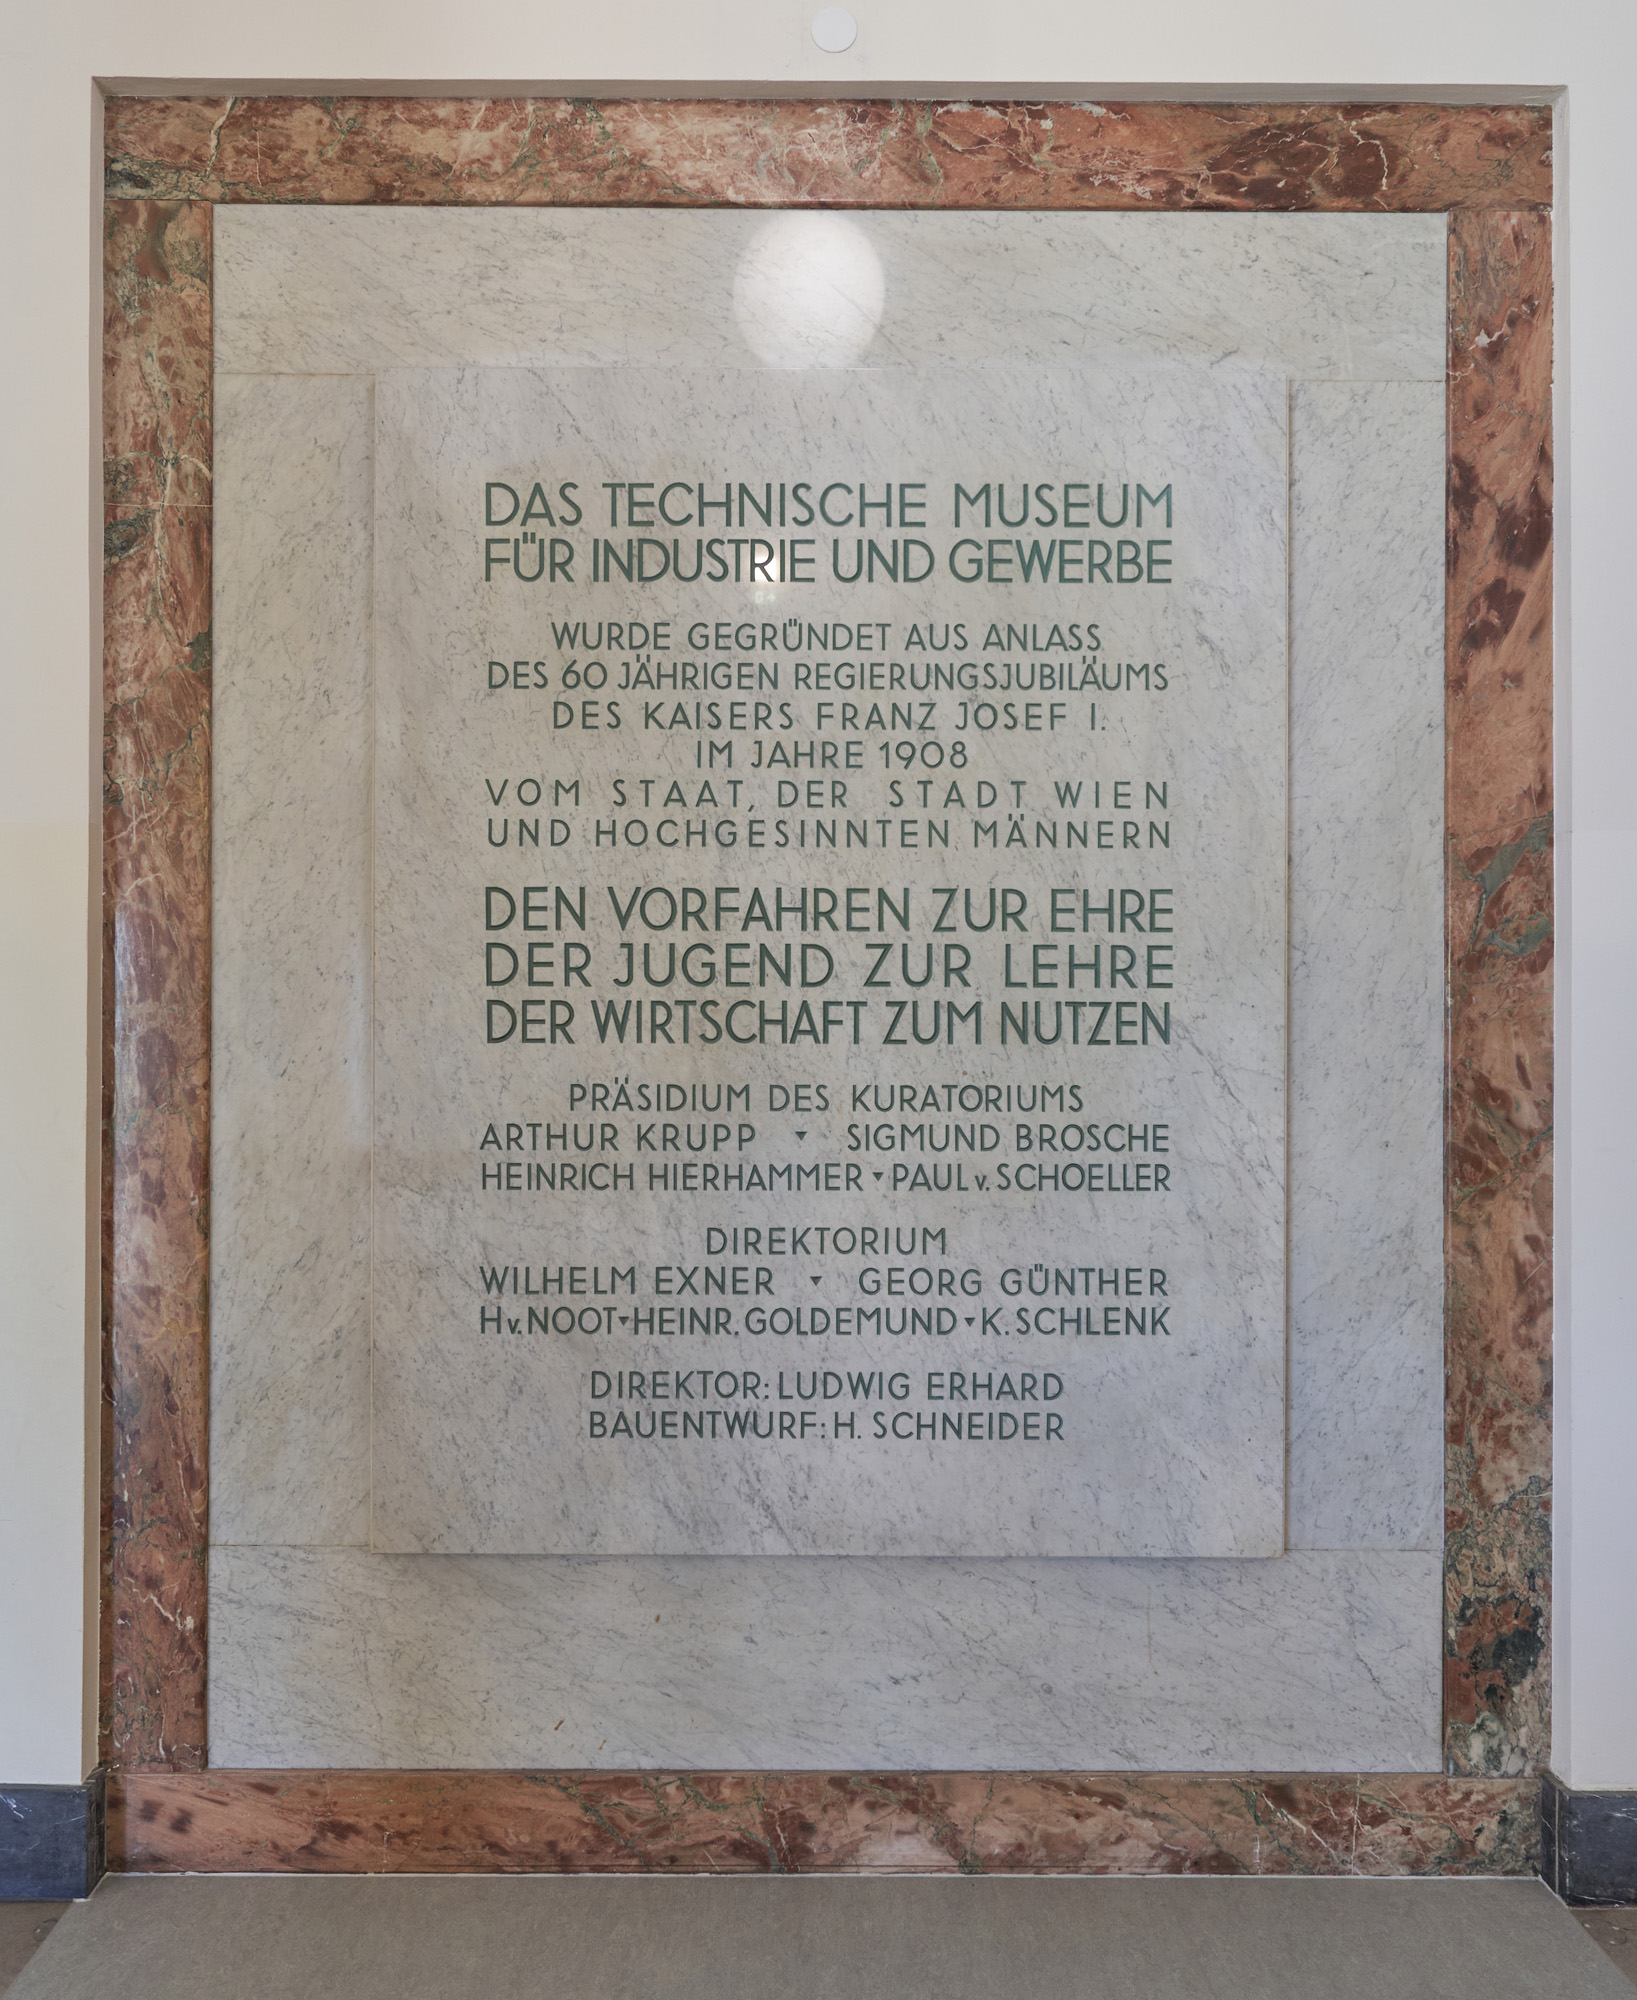 DAS TECHNISCHE MUSEUM
FÜR INDUSTRIE UND GEWERBE
WURDE GEGRÜNDET AUS ANLASS
DES 60 JÄHRIGEN REGIERUNGSJUBILÄUMS
DES KAISERS FRANZ JOSEF I.
IM JAHRE 1908
VOM STAAT, DER STADT WIEN
UND HOCHGESINNTEN MÄNNERN
DEN VORFAHREN ZUR EHRE
DER JUGEND ZUR LEHRE
DER WIRTSCHAFT ZUM NUTZEN
PRÄSIDIUM DES KURATORIUMS
ARTHUR KRUPP ▾ SIGMUND BROSCHE
HEINRICH HIERHAMMER ▾ PAUL v. SCHOELLER
DIREKTORIUM
WILHELM EXNER ▾ GEORG GÜNTHER
H v. NOOT ▾ HEINR. GOLDEMUND ▾ K. SCHLENK
DIREKTOR: LUDWIG ERHARD
BAUENTWURF: H. SCHNEIDER